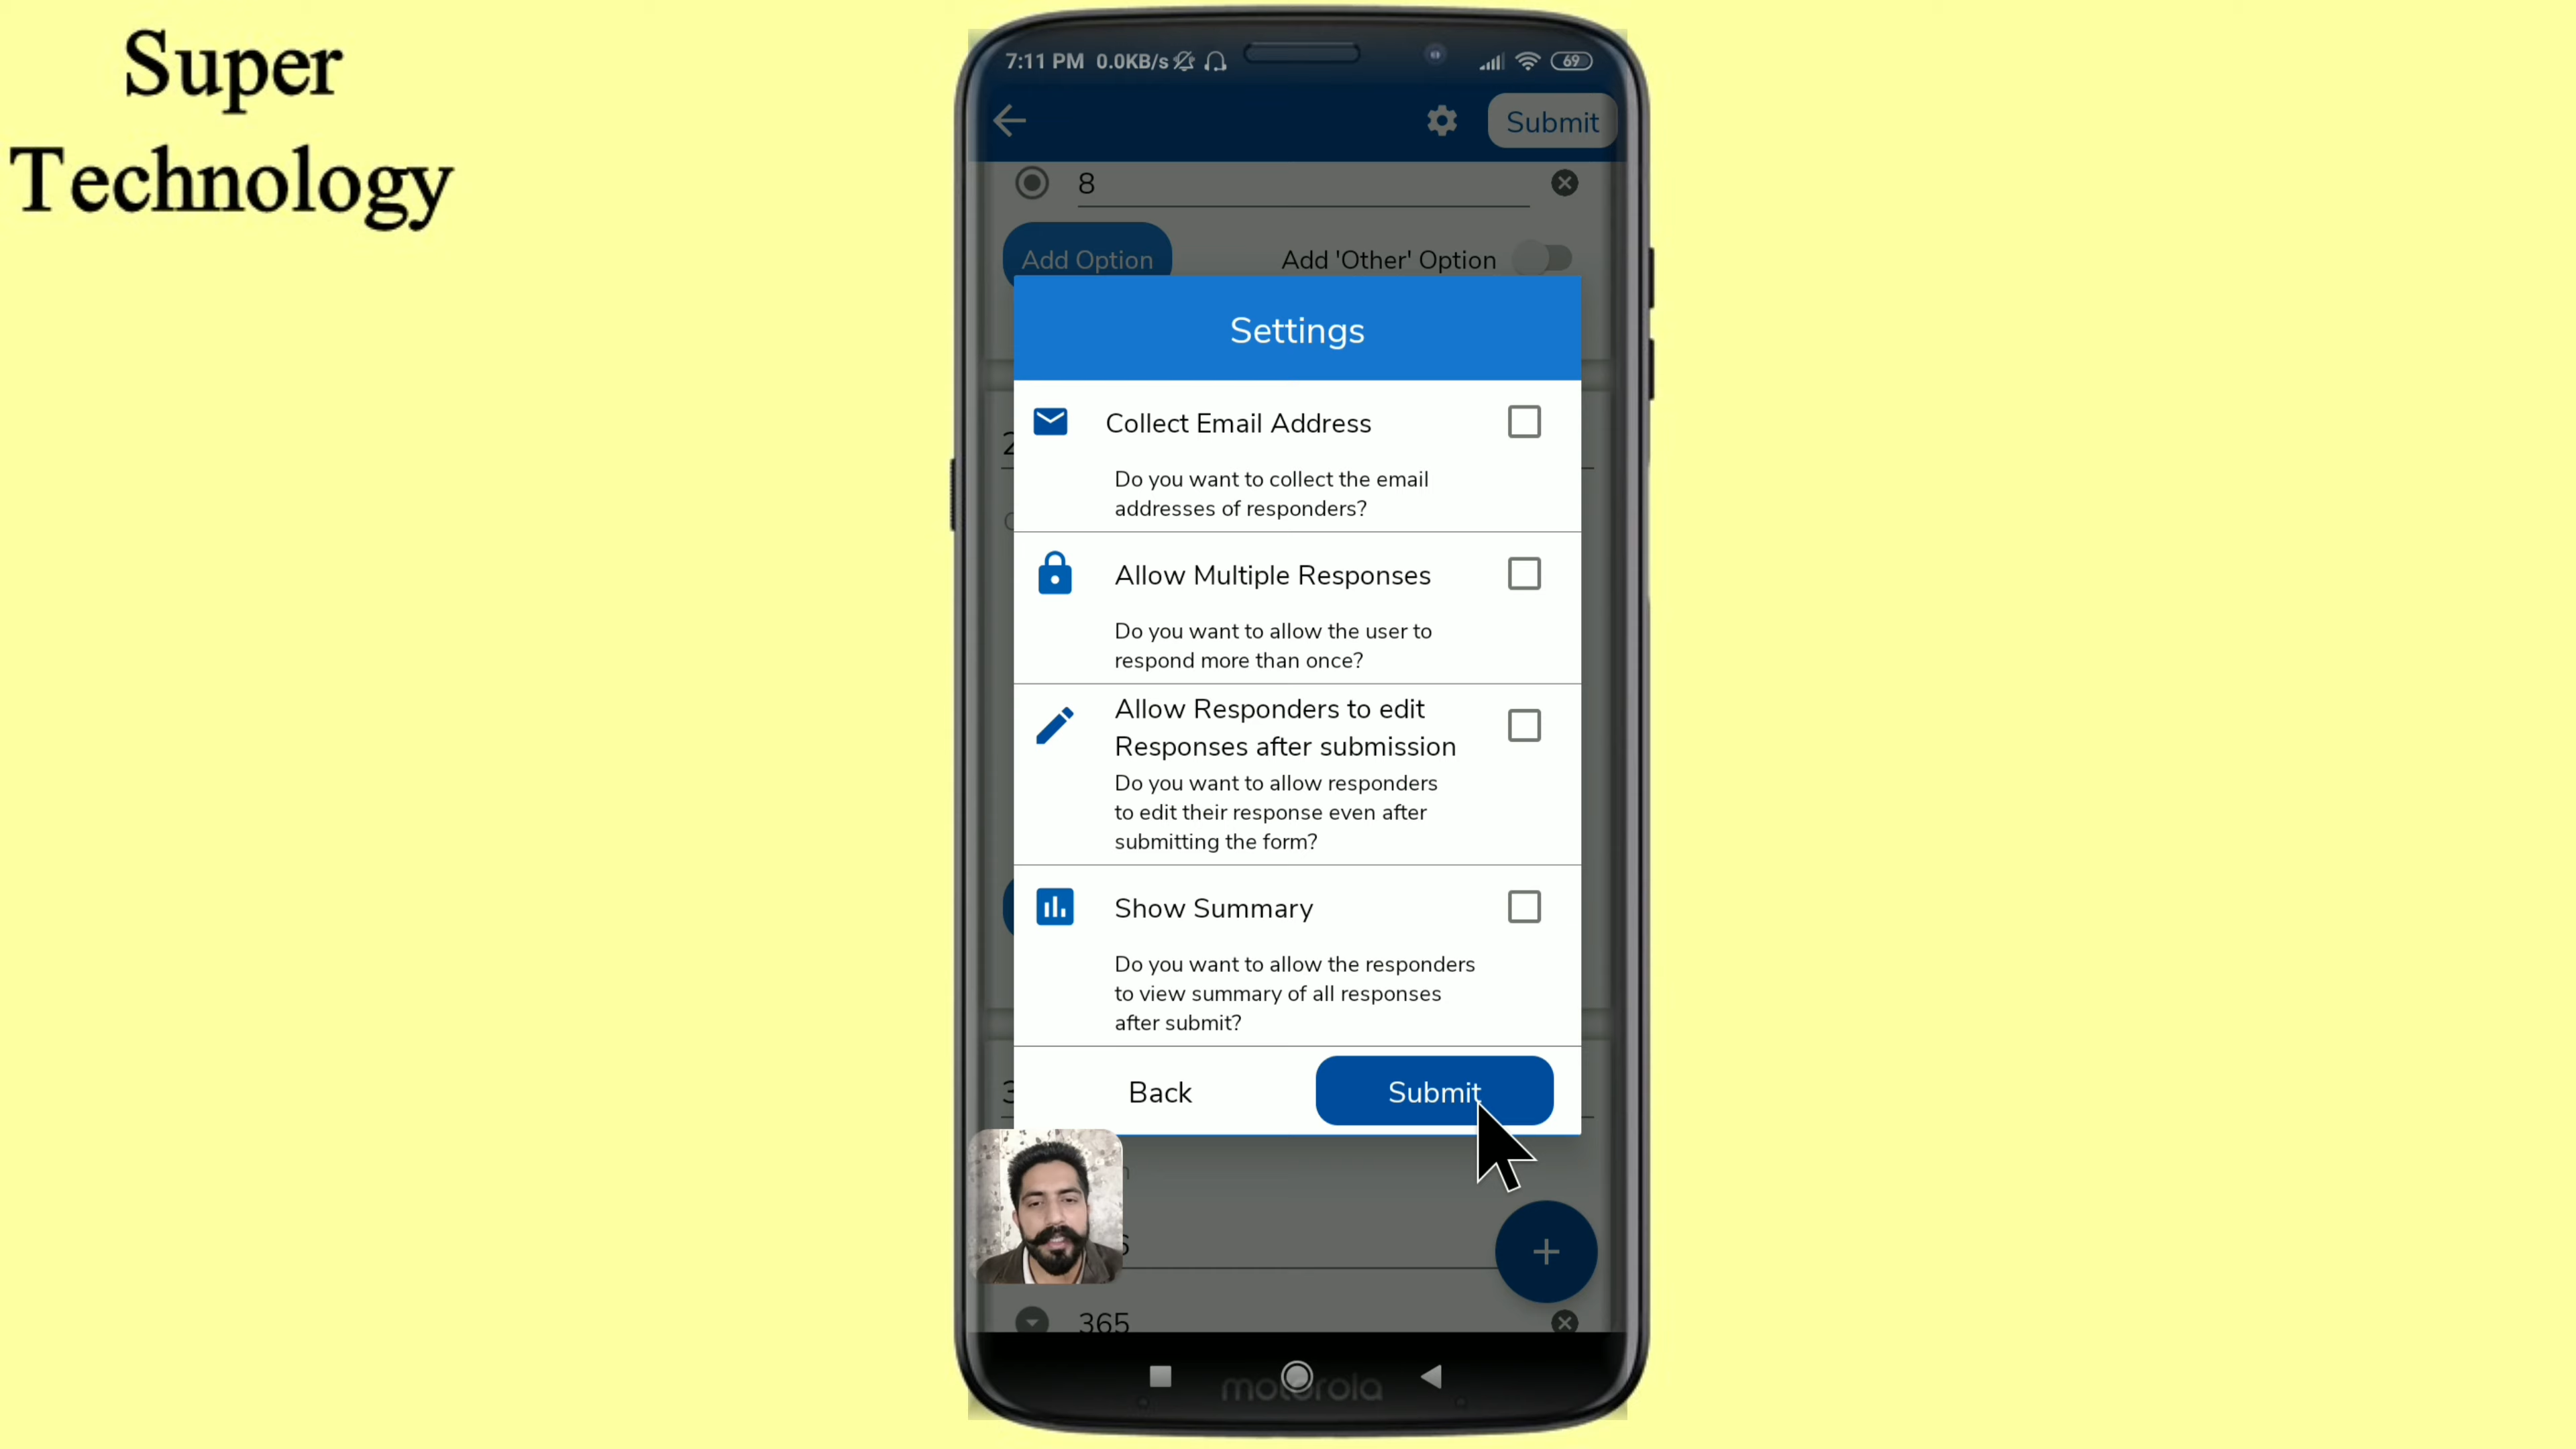 Super
Technology
7:11 PM 0.0KB/s
69
Submit
8
Add Option Add 'Other' Option
Settings
Collect Email Address
Do you want to collect the email
addresses of responders?
Allow Multiple Responses
Do you want to allow the user to
respond more than once?
Allow Responders to edit
Responses after submission
Do you want to allow responders
to edit their response even after
submitting the form?
Show Summary
Do you want to allow the responders
to view summary of all responses
after submit?
Back Submit
365
motorola